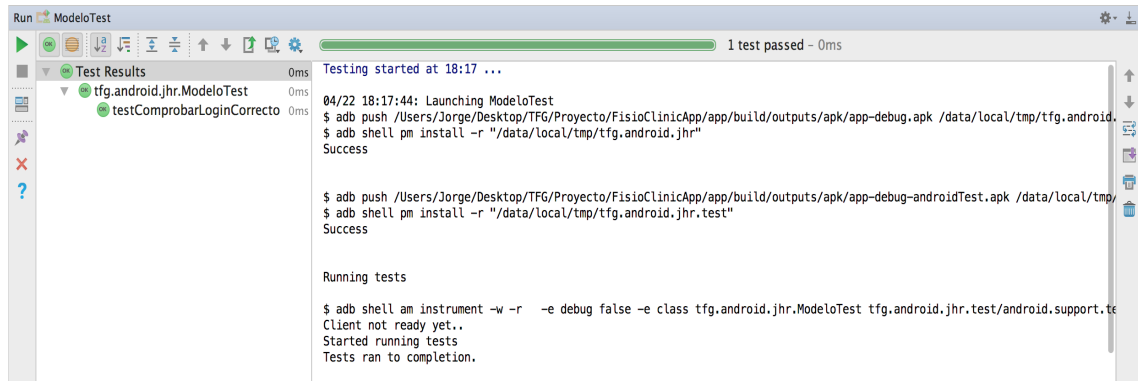 Run ModeloTest
1 test passed – 0ms
Test Results 0ms
tfg.android.jhr.ModeloTest 0ms
testComprobarLoginCorrecto 0ms
Testing started at 18:17 ...
04/22 18:17:44: Launching ModeloTest
$ adb push /Users/Jorge/Desktop/TFG/Proyecto/FisioClinicApp/app/build/outputs/apk/app-debug.apk /data/local/tmp/tfg.android.
$ adb shell pm install -r "/data/local/tmp/tfg.android.jhr"
Success
$ adb push /Users/Jorge/Desktop/TFG/Proyecto/FisioClinicApp/app/build/outputs/apk/app-debug-androidTest.apk /data/local/tmp/
$ adb shell pm install -r "/data/local/tmp/tfg.android.jhr.test"
Success
Running tests
$ adb shell am instrument -w -r   -e debug false -e class tfg.android.jhr.ModeloTest tfg.android.jhr.test/android.support.te
Client not ready yet..
Started running tests
Tests ran to completion.